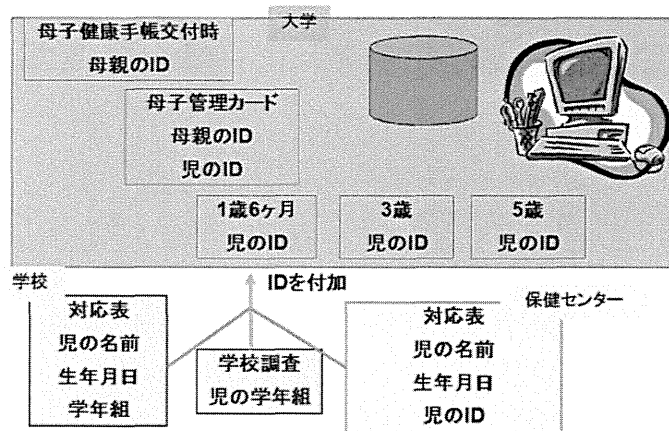 大学
母子健康手帳交付時
母親のID
母子管理カード
母親のID
児のID
1歳6ヶ月
児のID
3歳
児のID
5歳
児のID
IDを付加
学校
対応表
児の名前
生年月日
学年組
学校調査
児の学年組
保健センター
対応表
児の名前
生年月日
児のID